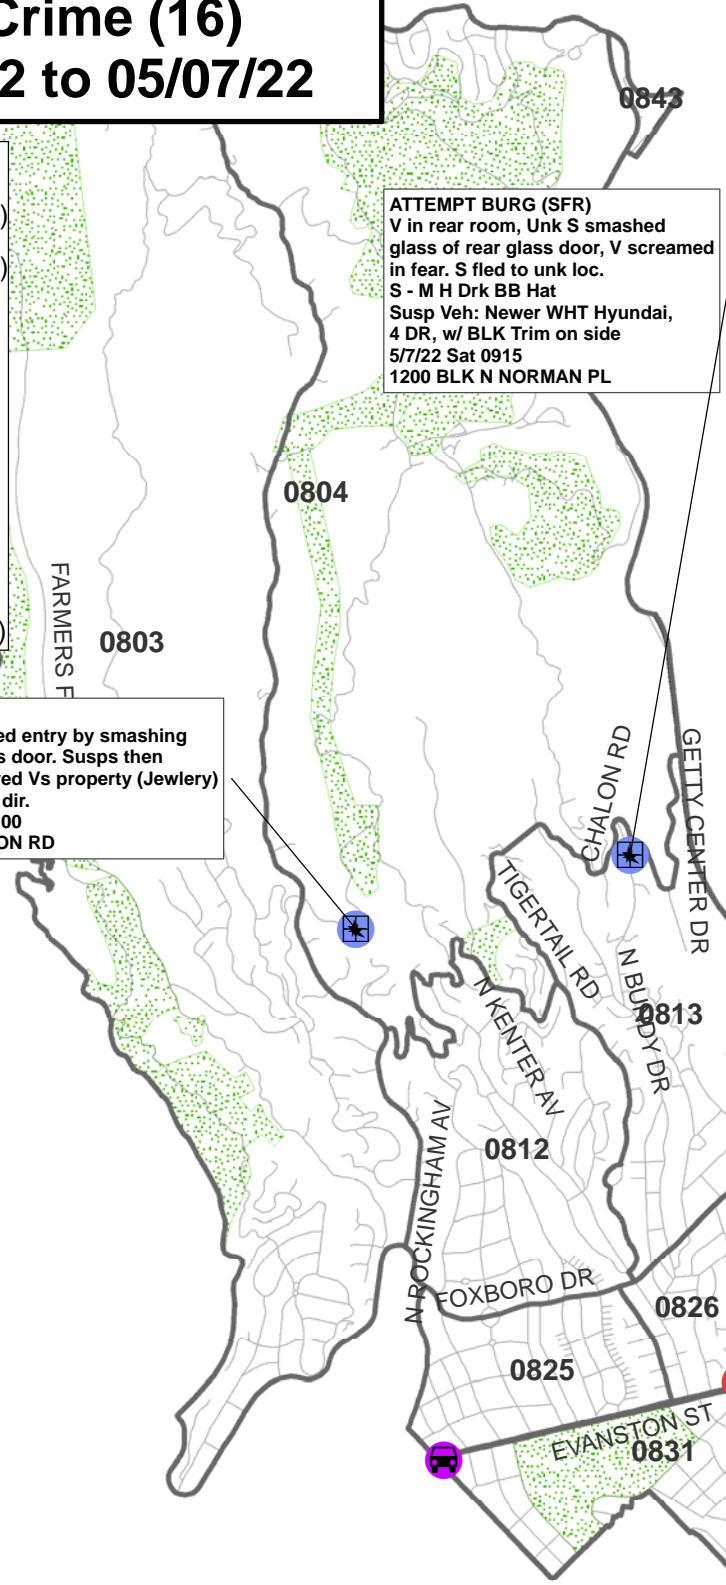 Crime (16)
2 to 05/07/22
)
)
)
0843
ATTEMPT BURG (SFR)
V in rear room, Unk S smashed
glass of rear glass door, V screamed
in fear. S fled to unk loc.
S - M H Drk BB Hat
Susp Veh: Newer WHT Hyundai,
4 DR, w/ BLK Trim on side
5/7/22 Sat 0915
1200 BLK N NORMAN PL
0804
FARMERS F
0803
ed entry by smashing
s door. Susps then
ved Vs property (Jewlery)
dir.
00
ON RD
CHALON RD
GETTY CENTER DR
TIGERTAIL RD
N BUNDY DR
0813
N KENTER AV
N ROCKINGHAM AV
0812
FOXBORO DR
0826
0825
EVANSTON ST
0831